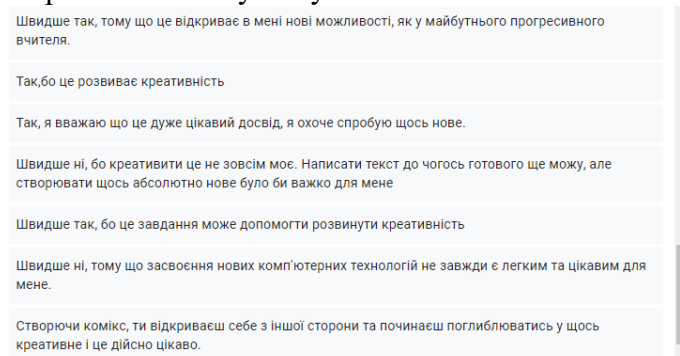 Швидше так, тому що це відкриває в мені нові можливості, як у майбутнього прогресивного
вчителя.
Так,бо це розвиває креативність
Так, я вважаю що це дуже цікавий досвід, я охоче спробую щось нове.
Швидше ні, бо креативити це не зовсім моє. Написати текст до чогось готового ще можу, але
створювати щось абсолютно нове було би важко для мене
Швидше так, бо це завдання може допомогти розвинути креативність
Швидше ні, тому що засвоєння нових комп'ютерних технологій не завжди є легким та цікавим для
мене.
Створючи комікс, ти відкриваєш себе з іншої сторони та починаєш поглиблюватись у щось
креативне і це дійсно цікаво.